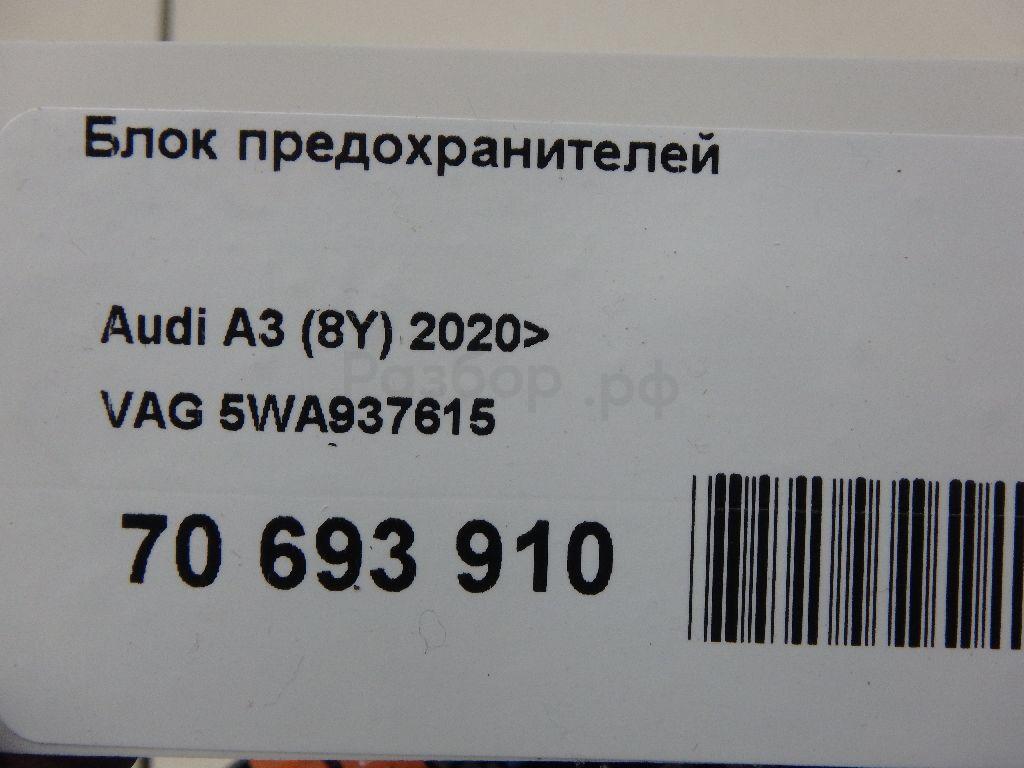 Блок предохранителей
Audi A3 (8Y) 2020>
Разбор.рф
VAG 5WA937615
70 693 910